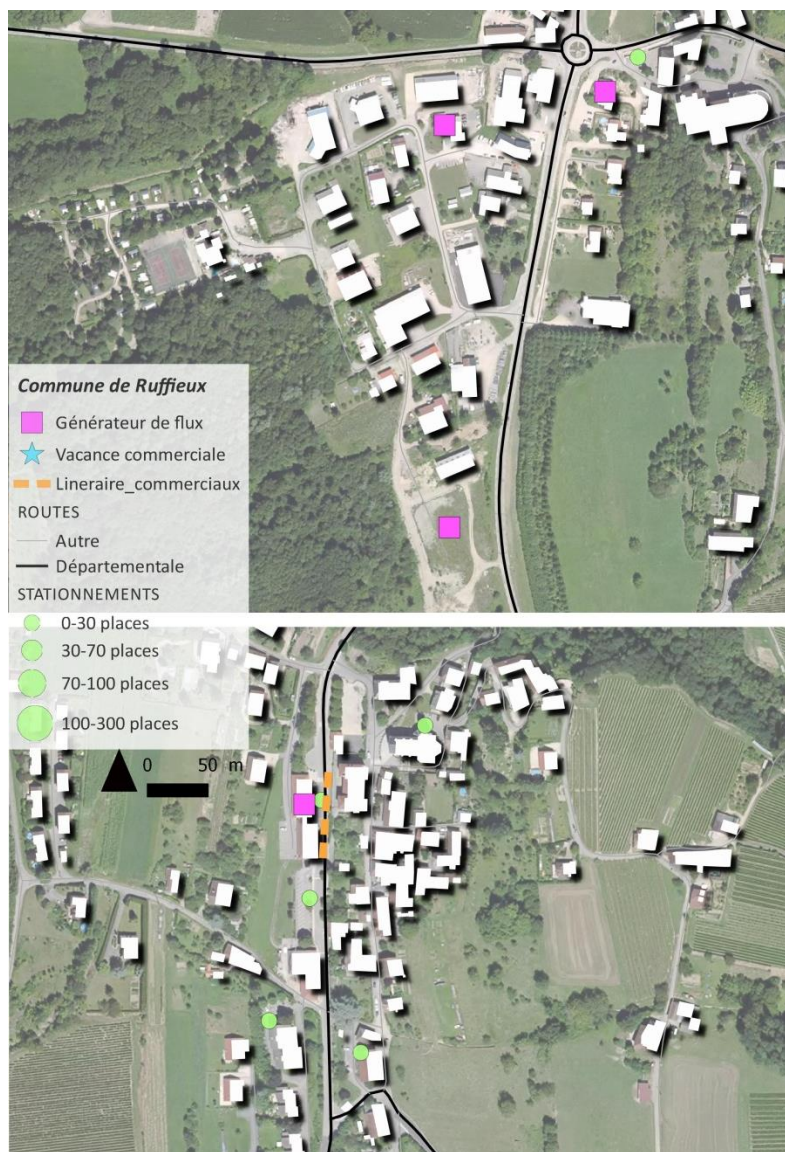 Commune de Ruffieux
Générateur de flux
Vacance commerciale
Lineraire_commerciaux
ROUTES
Autre
Départementale
STATIONNEMENTS
0-30 places
30-70 places
70-100 places
100-300 places
0 50 m